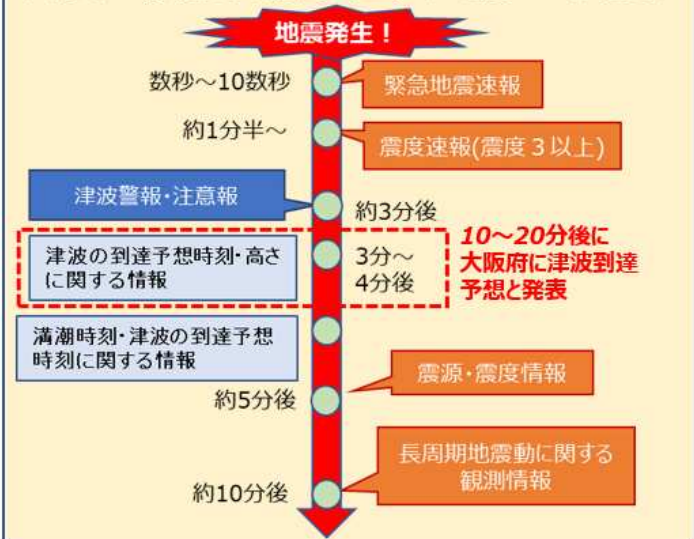 地震発生！
数秒～10数秒
緊急地震速報
約1分半～
震度速報(震度３以上)
津波警報・注意報
約3分後
津波の到達予想時刻・高さ
に関する情報
3分～
4分後
10～20分後に
大阪府に津波到達
予想と発表
満潮時刻・津波の到達予想
時刻に関する情報
震源・震度情報
約5分後
長周期地震動に関する
観測情報
約10分後